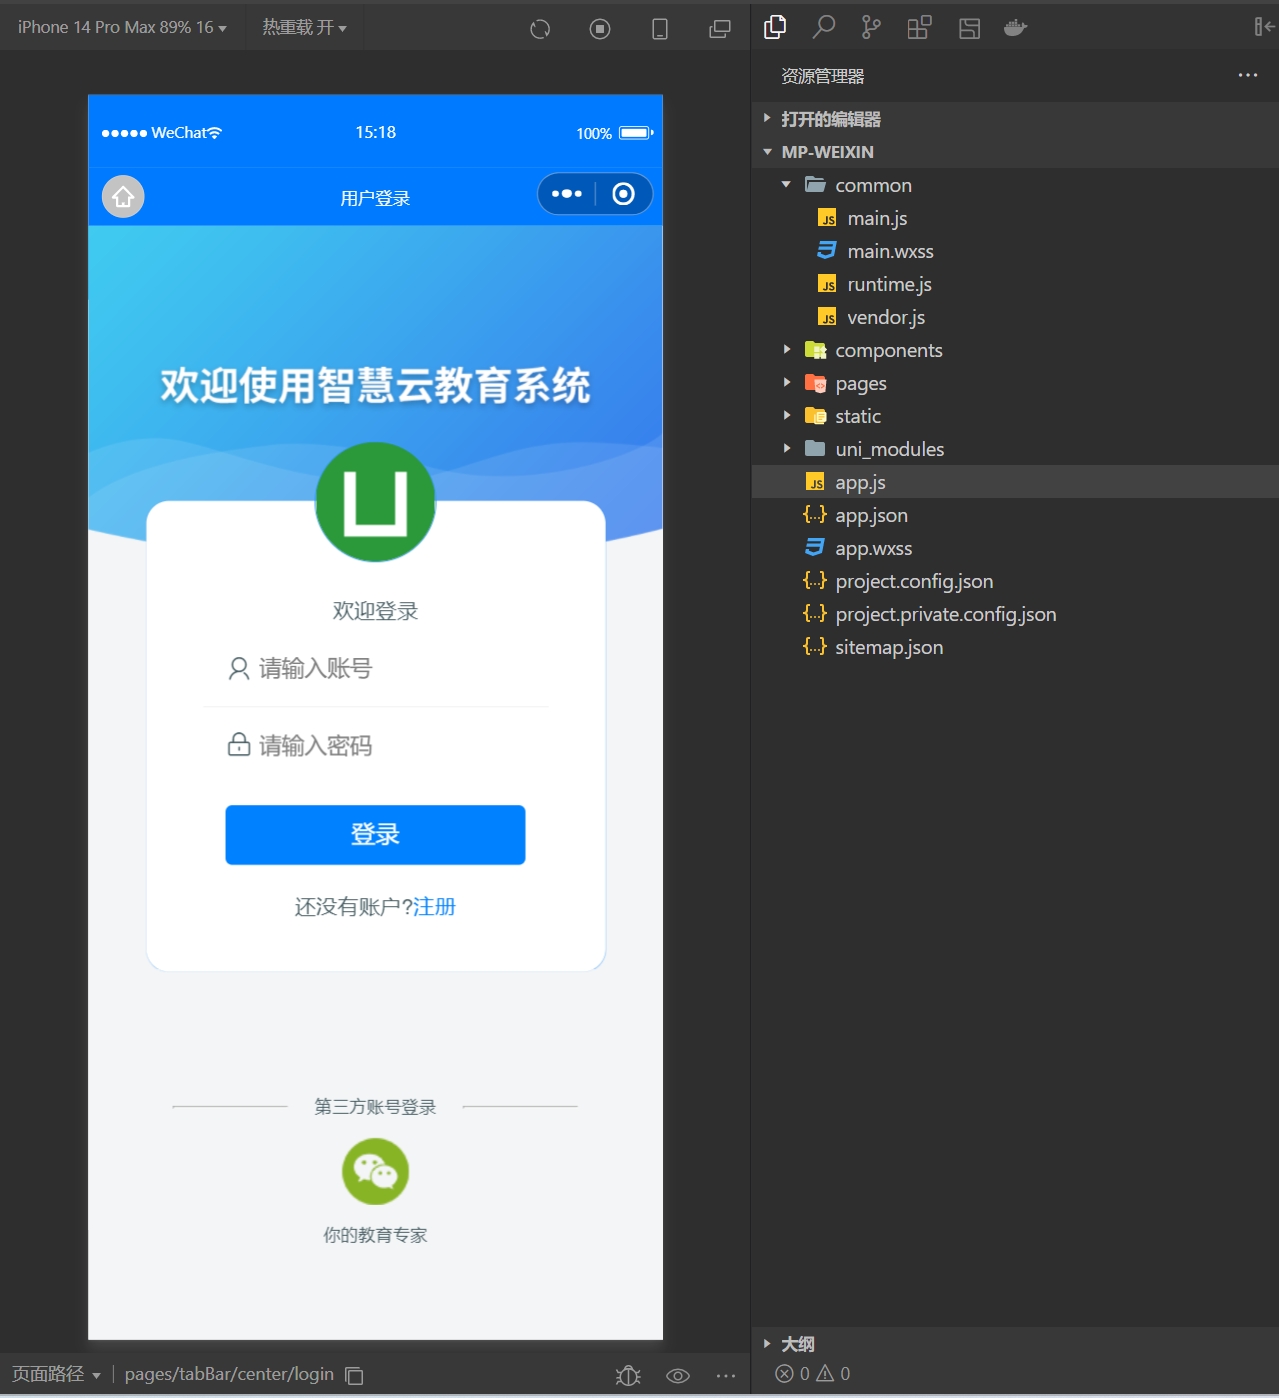 iPhone 14 Pro Max 89% 16
热重载 开
WeChat
15:18
100%
用户登录
欢迎使用智慧云教育系统
欢迎登录
请输入账号
请输入密码
登录
还没有账户?注册
第三方账号登录
你的教育专家
页面路径
pages/tabBar/center/login
资源管理器
打开的编辑器
MP-WEIXIN
common
JS main.js
main.wxss
JS runtime.js
JS vendor.js
components
pages
static
uni_modules
JS app.js
{..} app.json
app.wxss
{..} project.config.json
{..} project.private.config.json
{..} sitemap.json
大纲
0 0